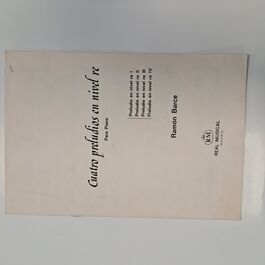 Cuatro preludios en nivel re
Para Piano
Preludio en nivel re I
Preludio en nivel re II
Preludio en nivel re III
Preludio en nivel re IV
Ramón Barce
RM
REAL MUSICAL